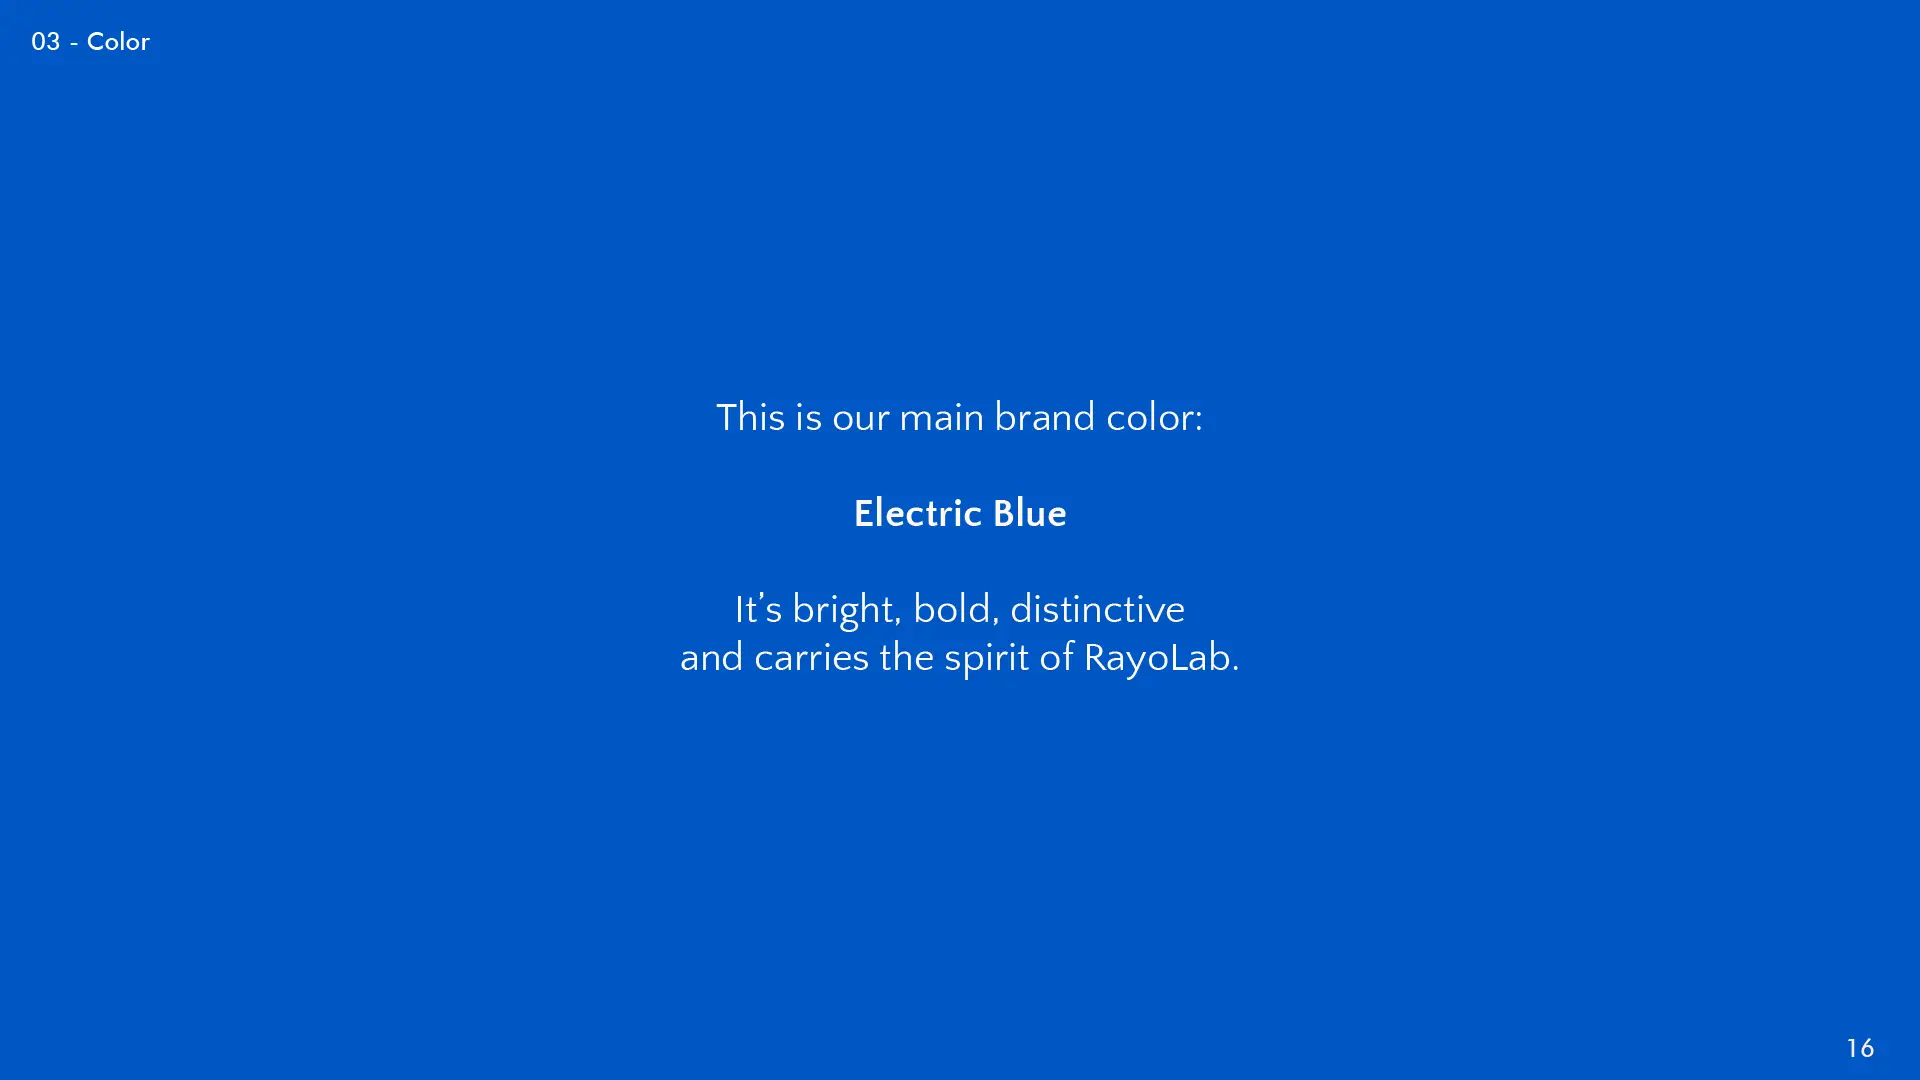 03 - Color
This is our main brand color:
Electric Blue
It’s bright, bold, distinctive
and carries the spirit of RayoLab.
16